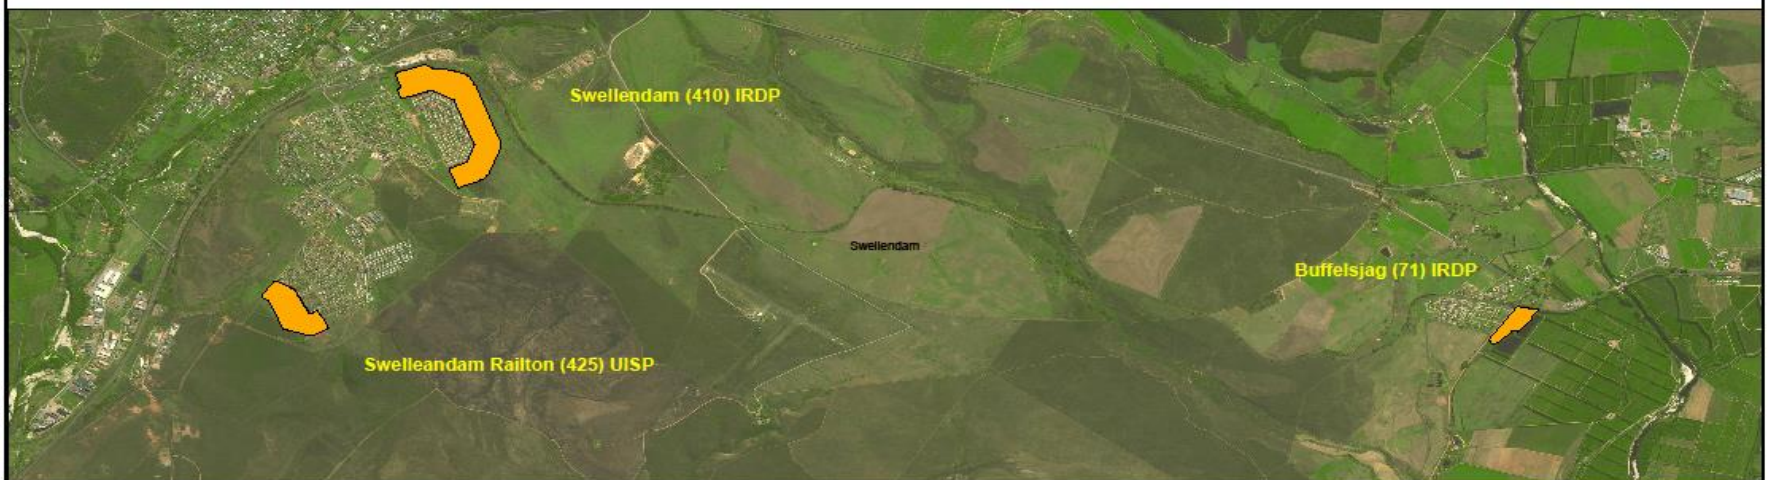 Swellendam (410) IRDP
Swellendam
Buffelsjag (71) IRDP
Swelleandam Railton (425) UISP